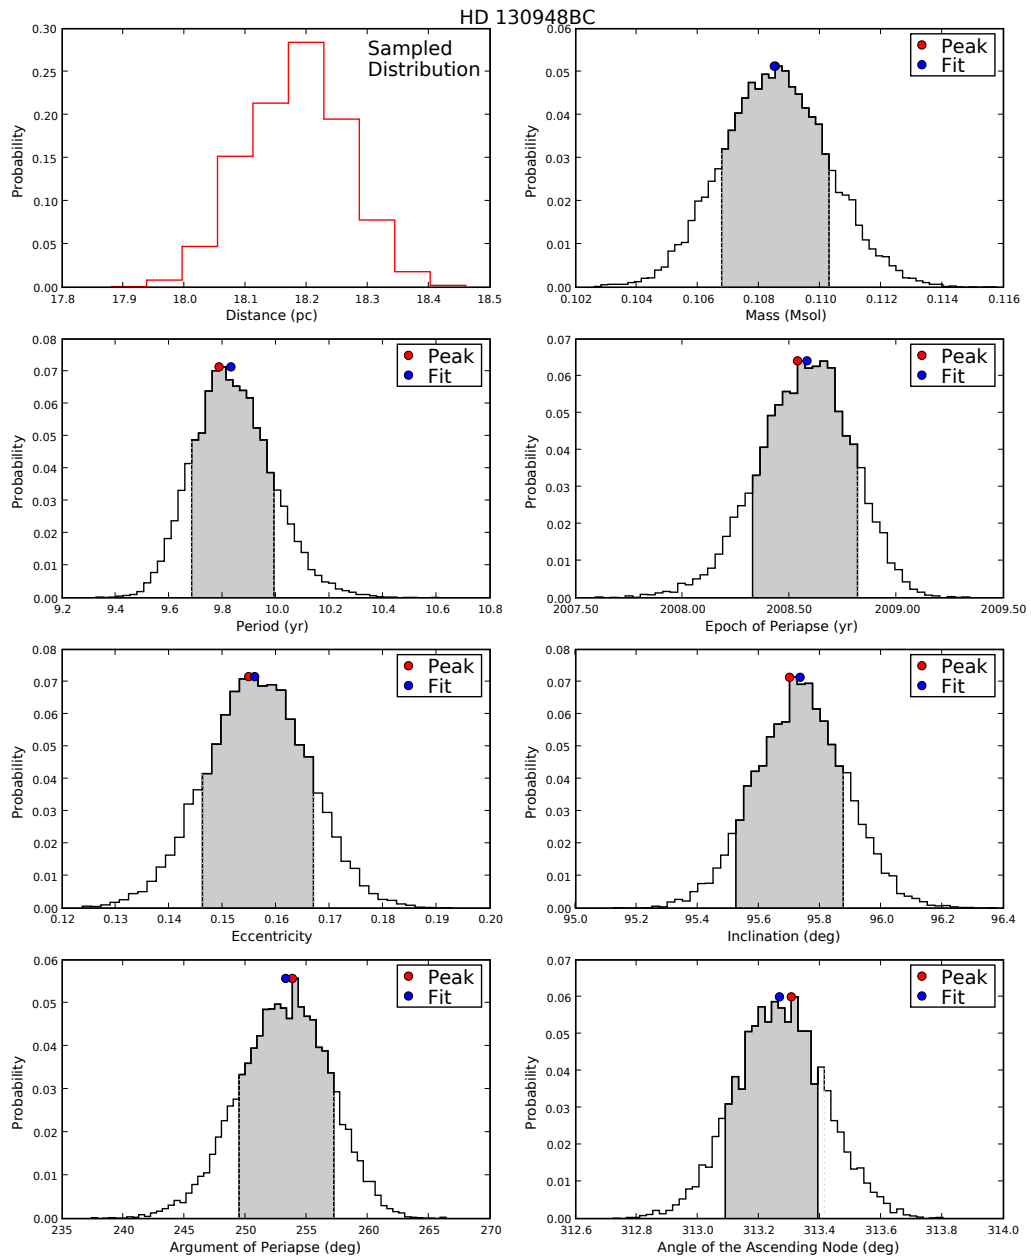 HD 130948BC
0.30
0.25
0.20
0.15
0.10
0.05
0.00
Probability
Sampled
Distribution
17.8 17.9 18.0 18.1 18.2 18.3 18.4 18.5
Distance (pc)
0.06
0.05
0.04
0.03
0.02
0.01
0.00
Probability
Peak
Fit
0.102 0.104 0.106 0.108 0.110 0.112 0.114 0.116
Mass (Msol)
0.08
0.07
0.06
0.05
0.04
0.03
0.02
0.01
0.00
Probability
Peak
Fit
9.2 9.4 9.6 9.8 10.0 10.2 10.4 10.6 10.8
Period (yr)
0.07
0.06
0.05
0.04
0.03
0.02
0.01
0.00
Probability
Peak
Fit
2007.50 2008.00 2008.50 2009.00 2009.50
Epoch of Periapse (yr)
0.08
0.07
0.06
0.05
0.04
0.03
0.02
0.01
0.00
Probability
Peak
Fit
0.12 0.13 0.14 0.15 0.16 0.17 0.18 0.19 0.20
Eccentricity
0.08
0.07
0.06
0.05
0.04
0.03
0.02
0.01
0.00
Probability
Peak
Fit
95.0 95.2 95.4 95.6 95.8 96.0 96.2 96.4
Inclination (deg)
0.06
0.05
0.04
0.03
0.02
0.01
0.00
Probability
Peak
Fit
235 240 245 250 255 260 265 270
Argument of Periapse (deg)
0.07
0.06
0.05
0.04
0.03
0.02
0.01
0.00
Probability
Peak
Fit
312.6 312.8 313.0 313.2 313.4 313.6 313.8 314.0
Angle of the Ascending Node (deg)